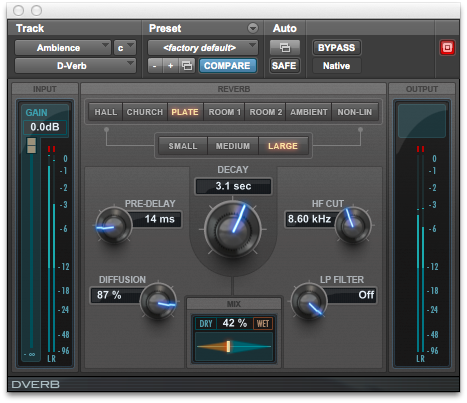 Track Preset Auto
Ambience c <factory default> BYPASS
D-Verb - + COMPARE SAFE Native
INPUT REVERB OUTPUT
GAIN
0.0dB
HALL CHURCH PLATE ROOM 1 ROOM 2 AMBIENT NON-LIN
SMALL MEDIUM LARGE
DECAY
3.1 sec
PRE-DELAY
14 ms
HF CUT
8.60 kHz
DIFFUSION
87 %
LP FILTER
Off
MIX
DRY 42 % WET
- 0
-1
-3
-6
-12
-18
-24
-48
-96
LR
-∞
- 0
-1
-3
-6
-12
-18
-24
-48
-96
LR
DVERB